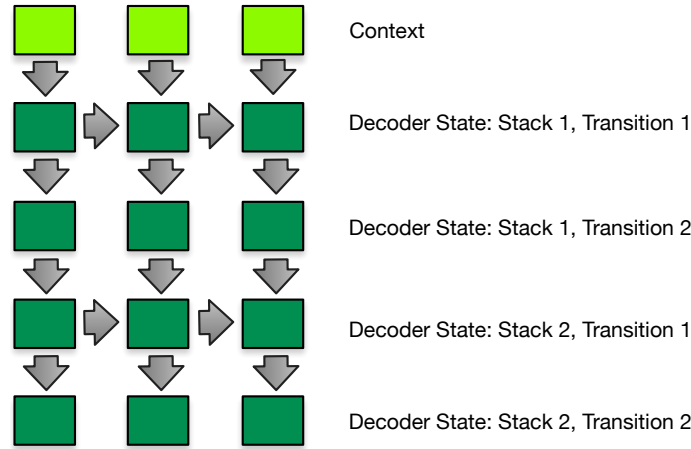 Context
Decoder State: Stack 1, Transition 1
Decoder State: Stack 1, Transition 2
Decoder State: Stack 2, Transition 1
Decoder State: Stack 2, Transition 2